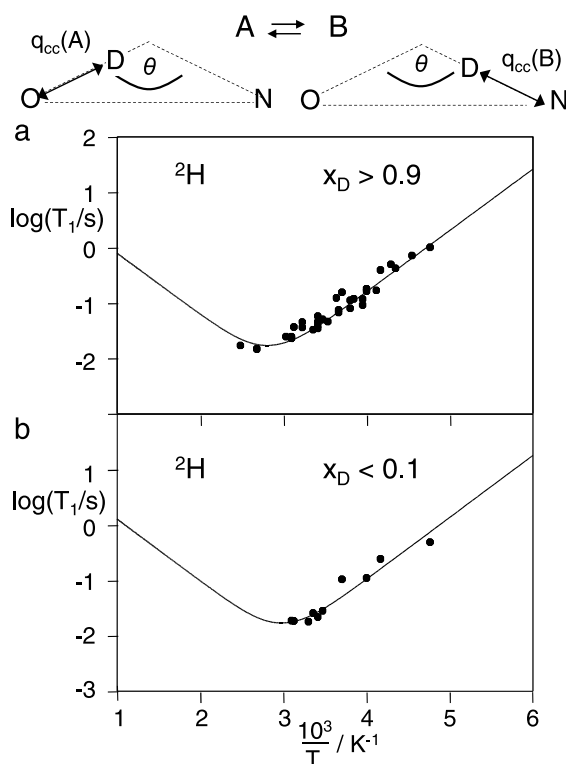 A ⇌ B
q_cc(A) D θ O N
O θ D q_cc(B) N
a
2
1
0
-1
-2
log(T₁/s)
²H x_D > 0.9
b
1
0
-1
-2
-3
log(T₁/s)
²H x_D < 0.1
1 2 3 4 5 6
10³/T / K⁻¹